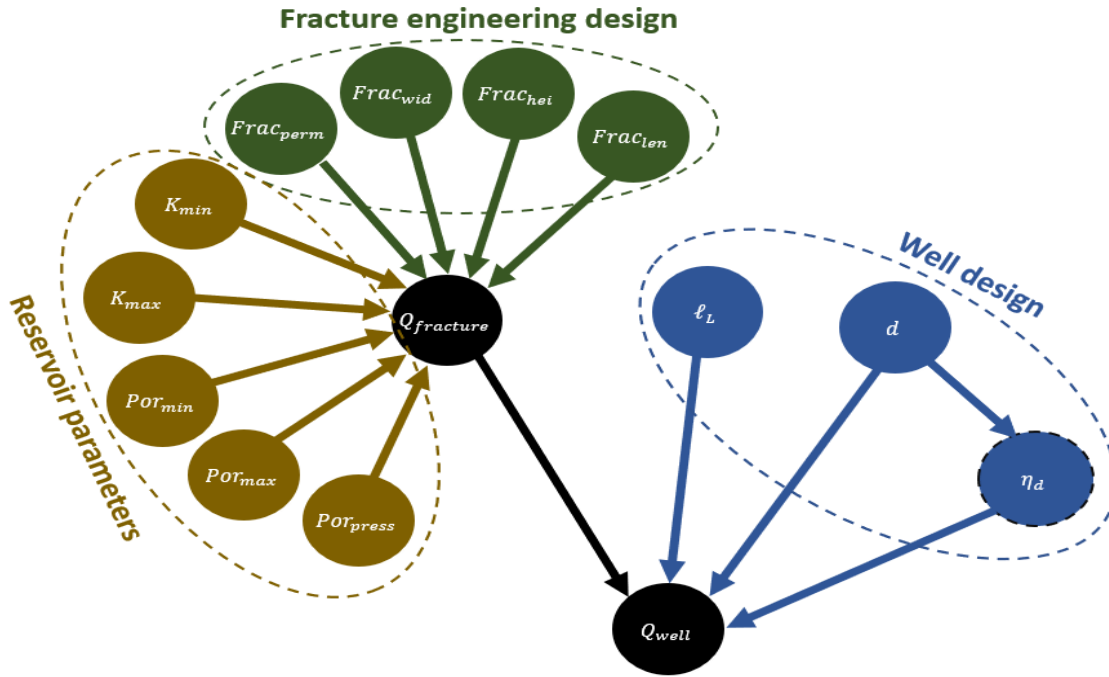 Fracture engineering design
Frac_perm
Frac_wid
Frac_hei
Frac_len
Reservoir parameters
K_min
K_max
Por_min
Por_max
Por_press
Q_fracture
Well design
ℓ_L
d
η_d
Q_well